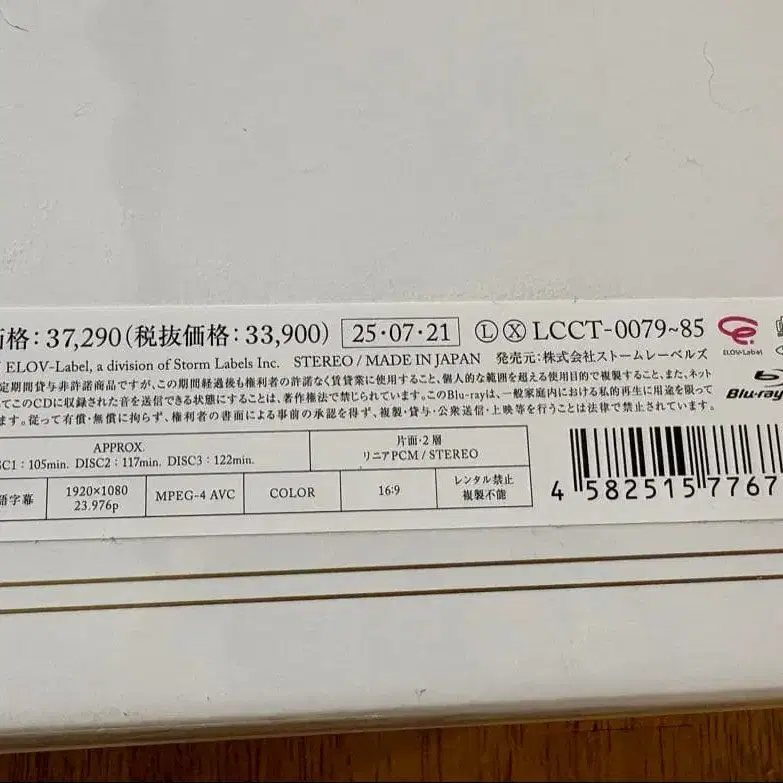 格：37,290（税抜価格：33,900） 25・07・21 Ⓛ Ⓧ LCCT-0079~85
ELOV-Label, a division of Storm Labels Inc. STEREO / MADE IN JAPAN 発売元：株式会社ストームレーベルズ
定期間貸与非許諾商品ですが、この期間経過後も権利者の許諾なく賃貸業に使用すること、個人的な範囲を超える使用目的で複製すること、また、ネット
てこのCDに収録された音を送信できる状態にすることは、著作権法で禁じられています。このBlu-rayは、一般家庭内における私的再生に用途を限って
ます。従って有償・無償に拘らず、権利者の書面による事前の承認を得ず、複製・貸与・公衆送信・上映等を行うことは法律で禁止されています。
ELOV-Label
Blu-ray
APPROX.
SC1：105min. DISC2：117min. DISC3：122min.
片面・2層
リニアPCM / STEREO
語字幕
1920×1080
23.976p
MPEG-4 AVC
COLOR
16:9
レンタル禁止
複製不能
4 582515 7767